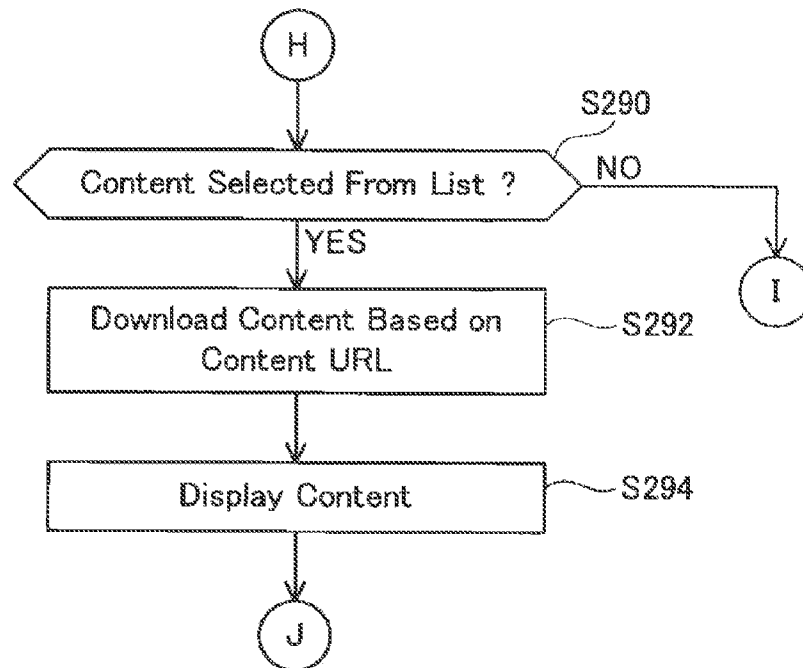 H
S290
Content Selected From List ?
NO
YES
I
Download Content Based on
Content URL
S292
Display Content
S294
J